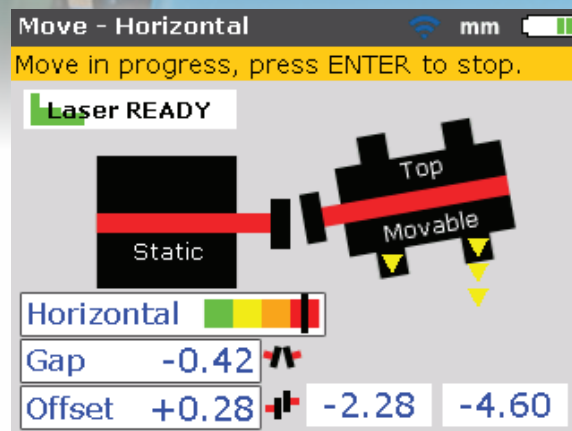 Move - Horizontal mm
Move in progress, press ENTER to stop.
Laser READY
Top
Movable
Static
Horizontal
Gap -0.42
Offset +0.28 -2.28 -4.60